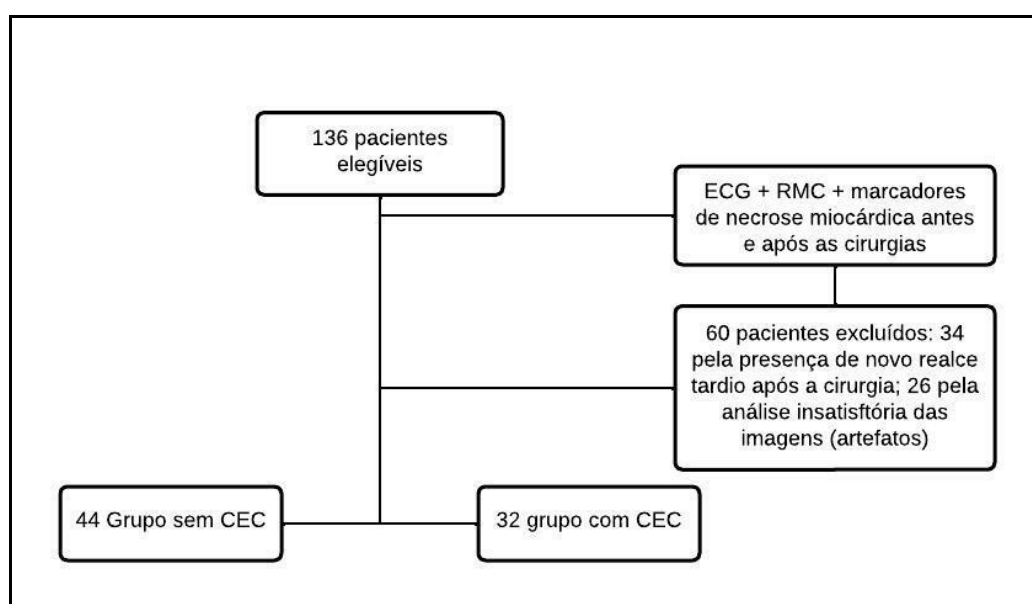 136 pacientes
elegíveis
ECG + RMC + marcadores
de necrose miocárdica antes
e após as cirurgias
60 pacientes excluídos: 34
pela presença de novo realce
tardio após a cirurgia; 26 pela
análise insatisftória das
imagens (artefatos)
44 Grupo sem CEC
32 grupo com CEC